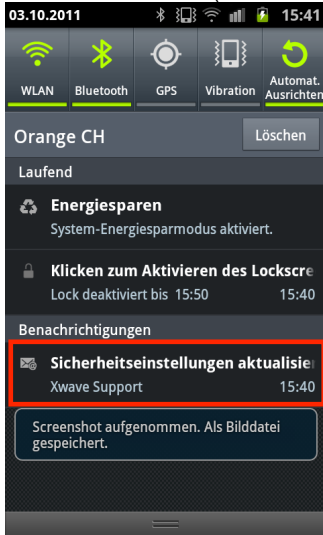 03.10.2011 15:41
WLAN Bluetooth GPS Vibration Automat. Ausrichten
Orange CH Löschen
Laufend
Energiesparen
System-Energiesparmodus aktiviert.
Klicken zum Aktivieren des Lockscre
Lock deaktiviert bis 15:50 15:40
Benachrichtigungen
Sicherheitseinstellungen aktualisie
Xwave Support 15:40
Screenshot aufgenommen. Als Bilddatei
gespeichert.